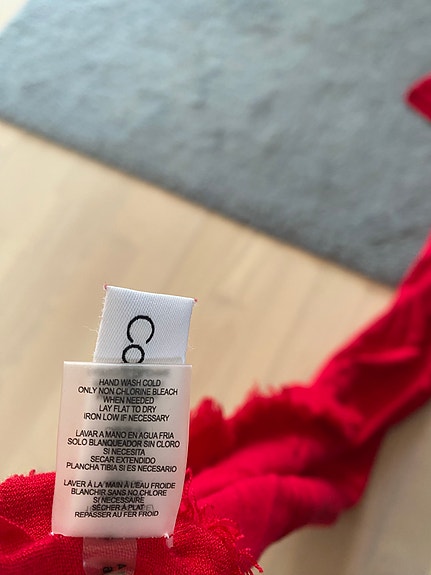 Co
HAND WASH COLD
ONLY NON CHLORINE BLEACH
WHEN NEEDED
LAY FLAT TO DRY
IRON LOW IF NECESSARY
LAVAR A MANO EN AGUA FRIA
SOLO BLANQUEADOR SIN CLORO
SI NECESITA
SECAR EXTENDIDO
PLANCHA TIBIA SI ES NECESARIO
LAVER À LA MAIN À L'EAU FROIDE
BLANCHIR SANS NO CHLORE
SI NÉCESSAIRE
SÉCHER À PLAT
REPASSER AU FER FROID